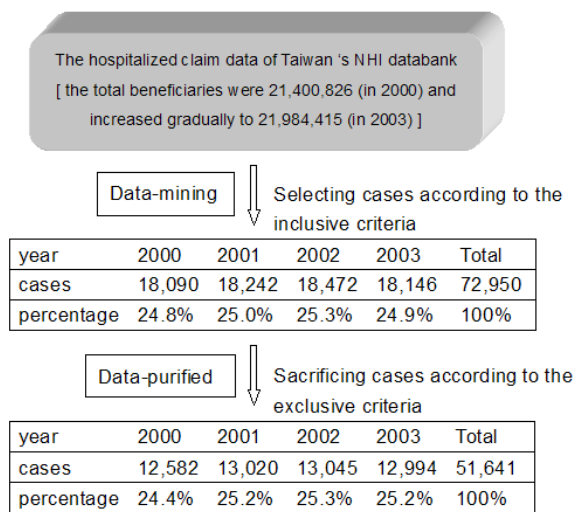 The hospitalized claim data of Taiwan ‘s NHI databank
[ the total beneficiaries were 21,400,826 (in 2000) and
increased gradually to 21,984,415 (in 2003) ]
Data-mining
Selecting cases according to the
inclusive criteria
year 2000 2001 2002 2003 Total
cases 18,090 18,242 18,472 18,146 72,950
percentage 24.8% 25.0% 25.3% 24.9% 100%
Data-purified
Sacrificing cases according to the
exclusive criteria
year 2000 2001 2002 2003 Total
cases 12,582 13,020 13,045 12,994 51,641
percentage 24.4% 25.2% 25.3% 25.2% 100%